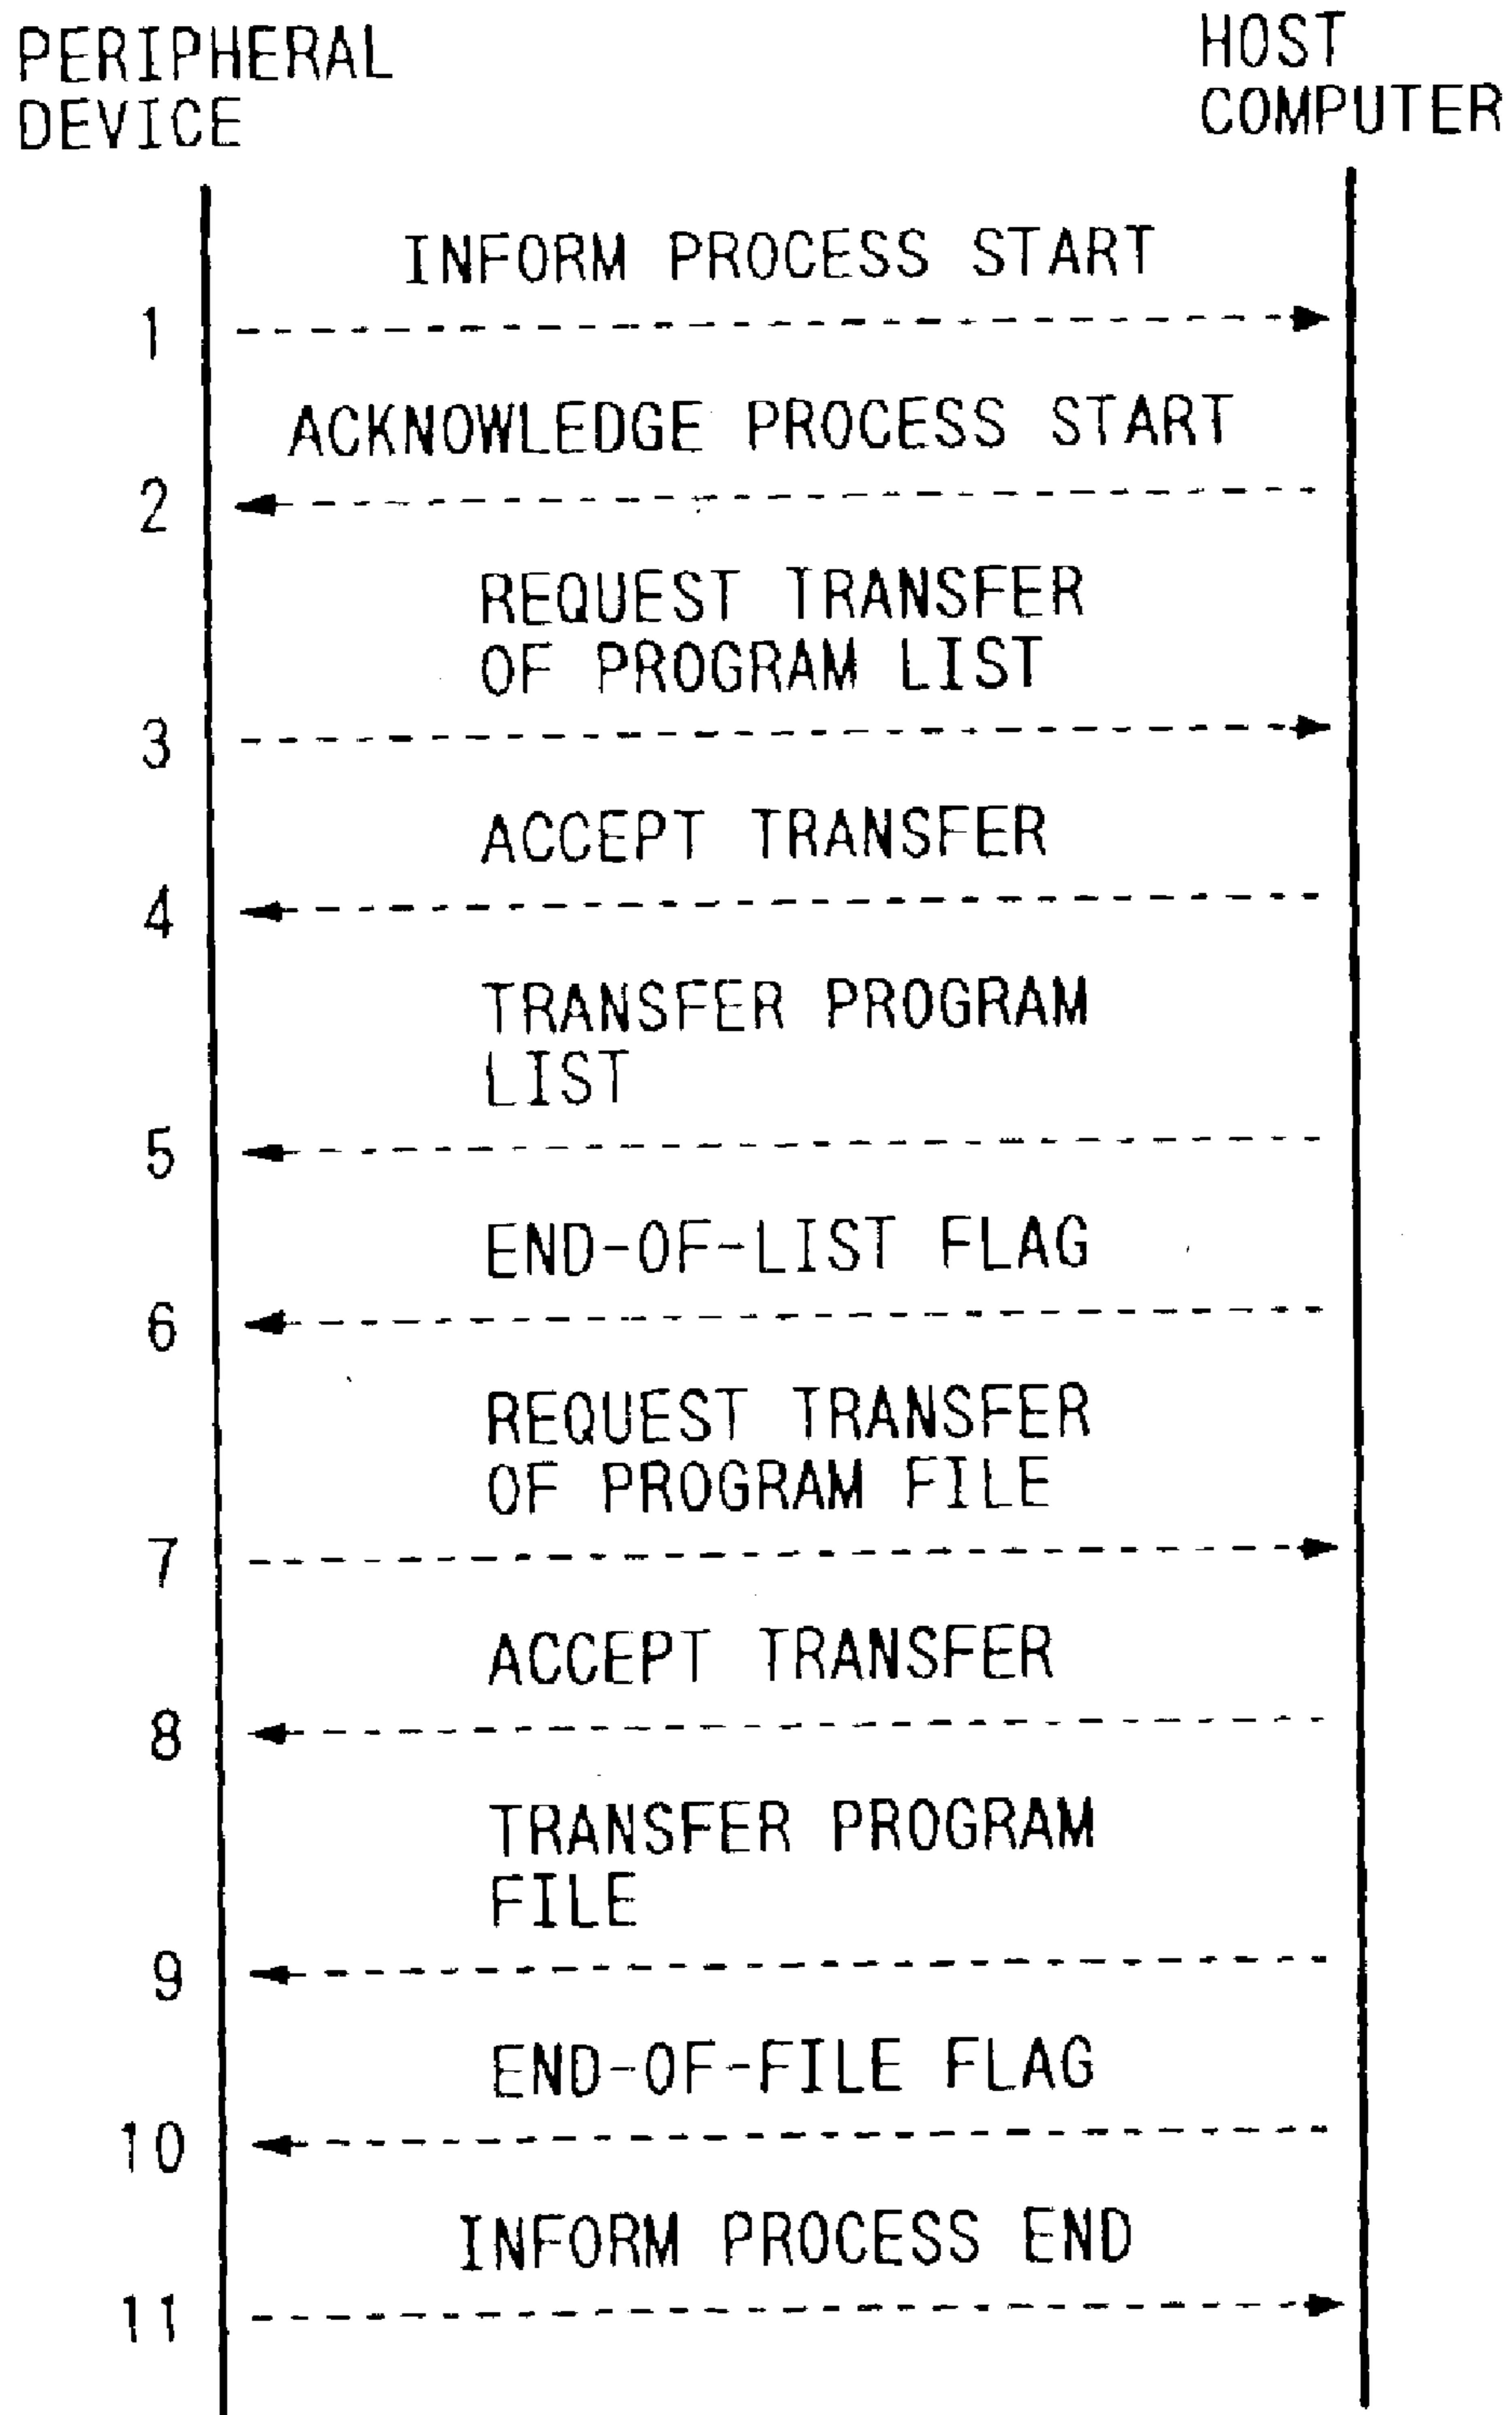 PERIPHERAL
DEVICE
HOST
COMPUTER
INFORM PROCESS START
1
ACKNOWLEDGE PROCESS START
2
REQUEST TRANSFER
OF PROGRAM LIST
3
ACCEPT TRANSFER
4
TRANSFER PROGRAM
LIST
5
END-OF-LIST FLAG
6
REQUEST TRANSFER
OF PROGRAM FILE
7
ACCEPT TRANSFER
8
TRANSFER PROGRAM
FILE
9
END-OF-FILE FLAG
10
INFORM PROCESS END
11